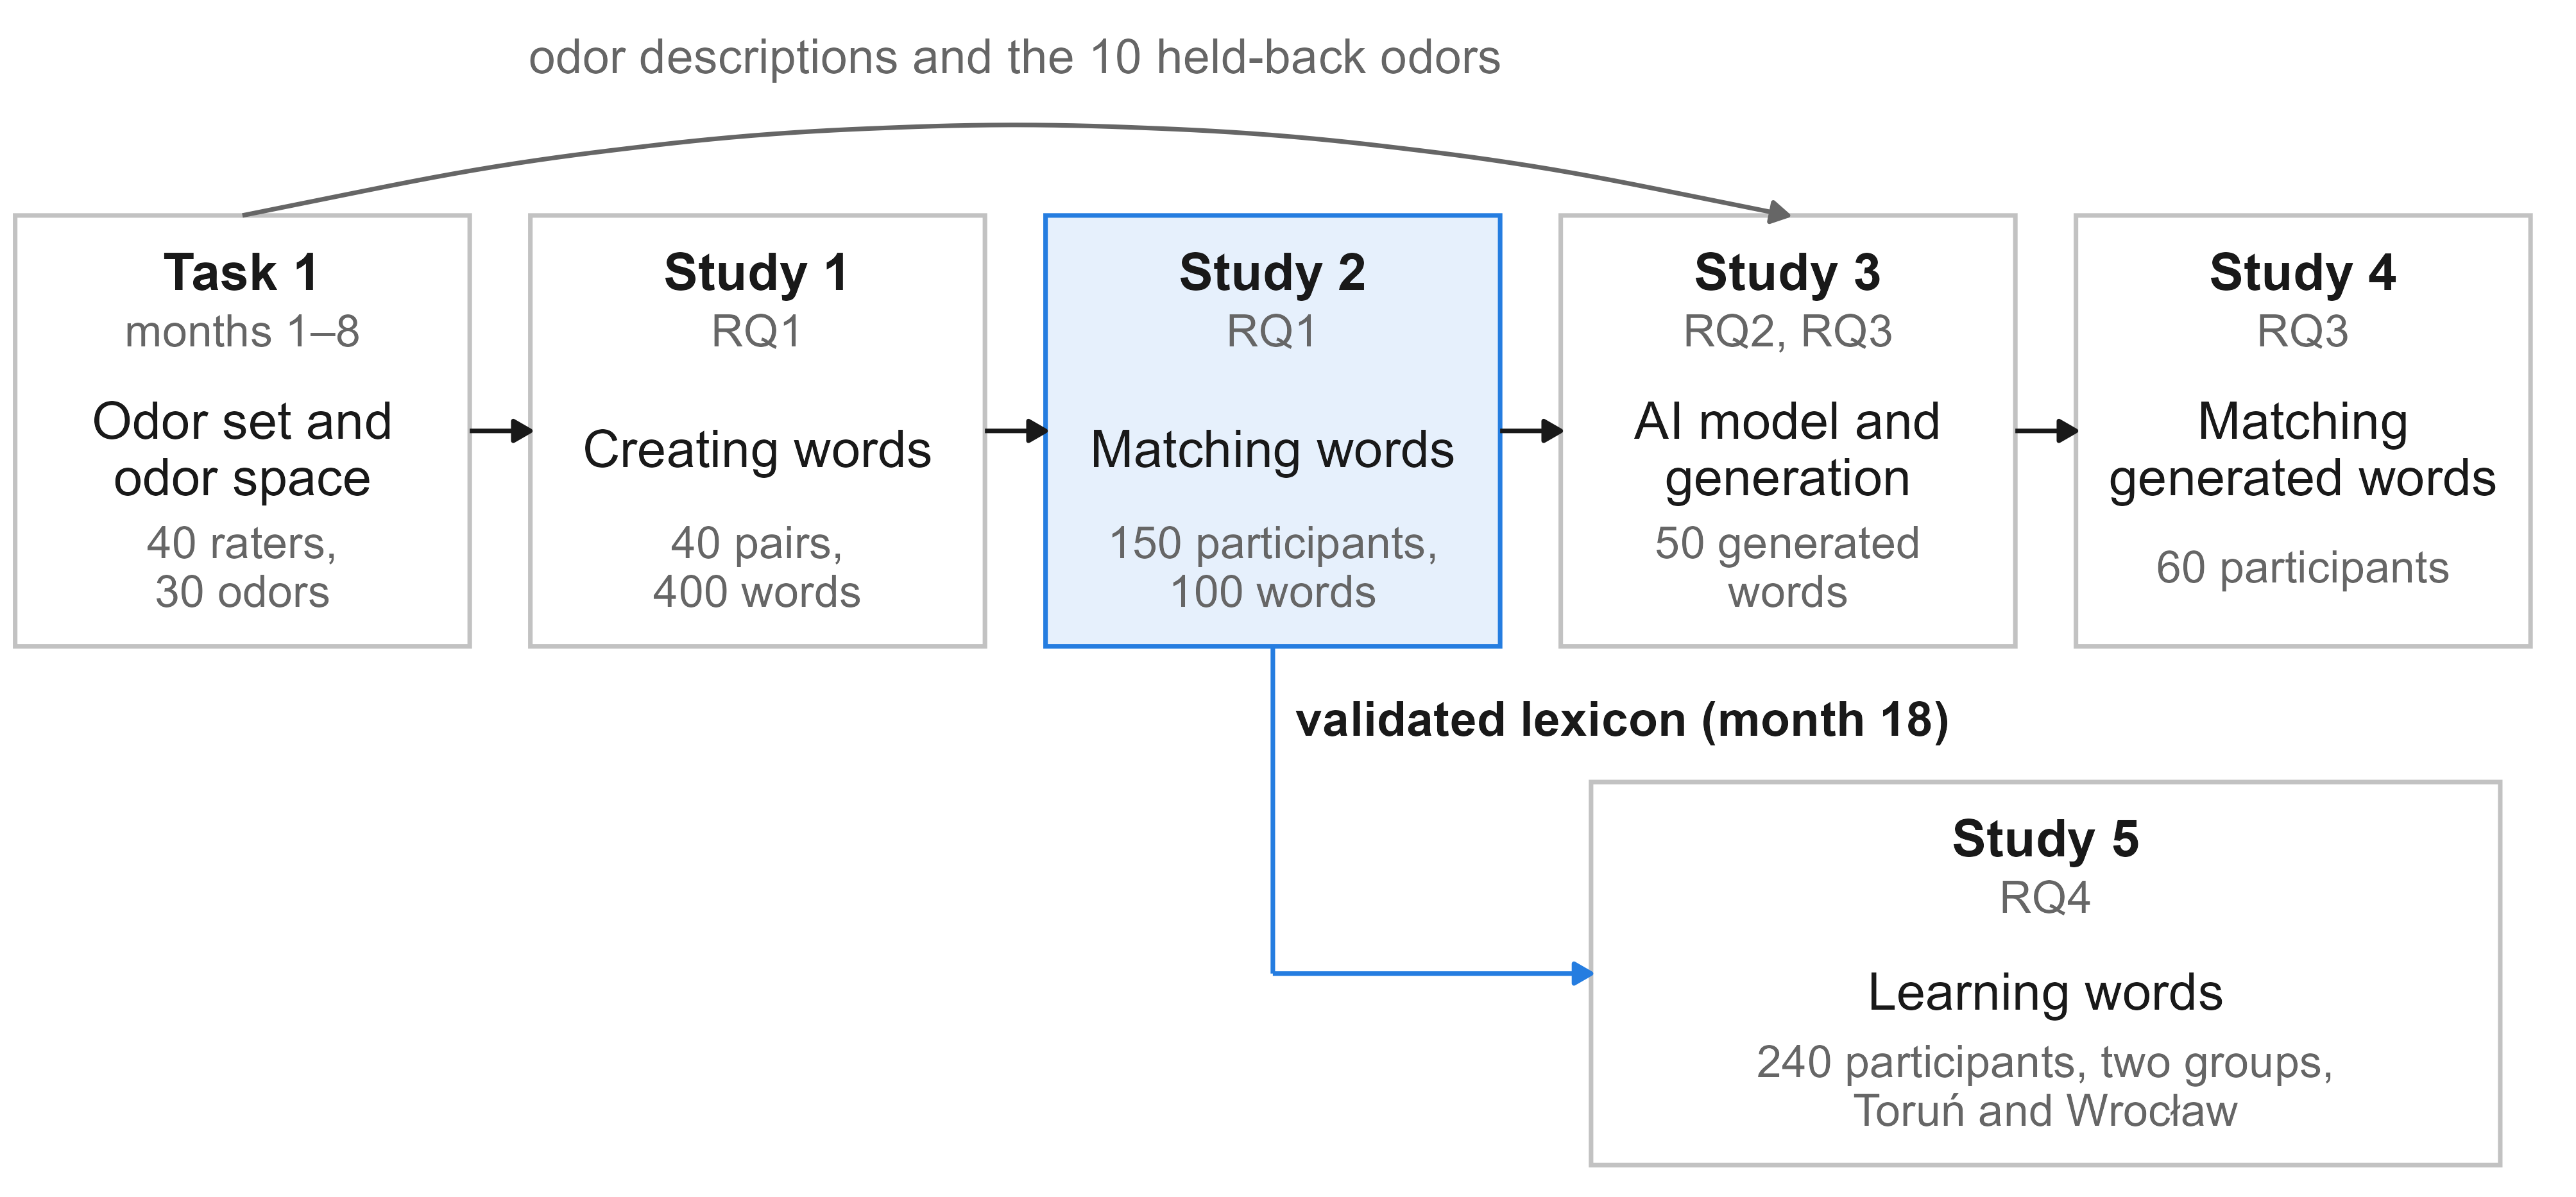 odor descriptions and the 10 held-back odors
Task 1
months 1–8
Odor set and
odor space
40 raters,
30 odors
Study 1
RQ1
Creating words
40 pairs,
400 words
Study 2
RQ1
Matching words
150 participants,
100 words
Study 3
RQ2, RQ3
AI model and
generation
50 generated
words
Study 4
RQ3
Matching
generated words
60 participants
validated lexicon (month 18)
Study 5
RQ4
Learning words
240 participants, two groups,
Toruń and Wrocław